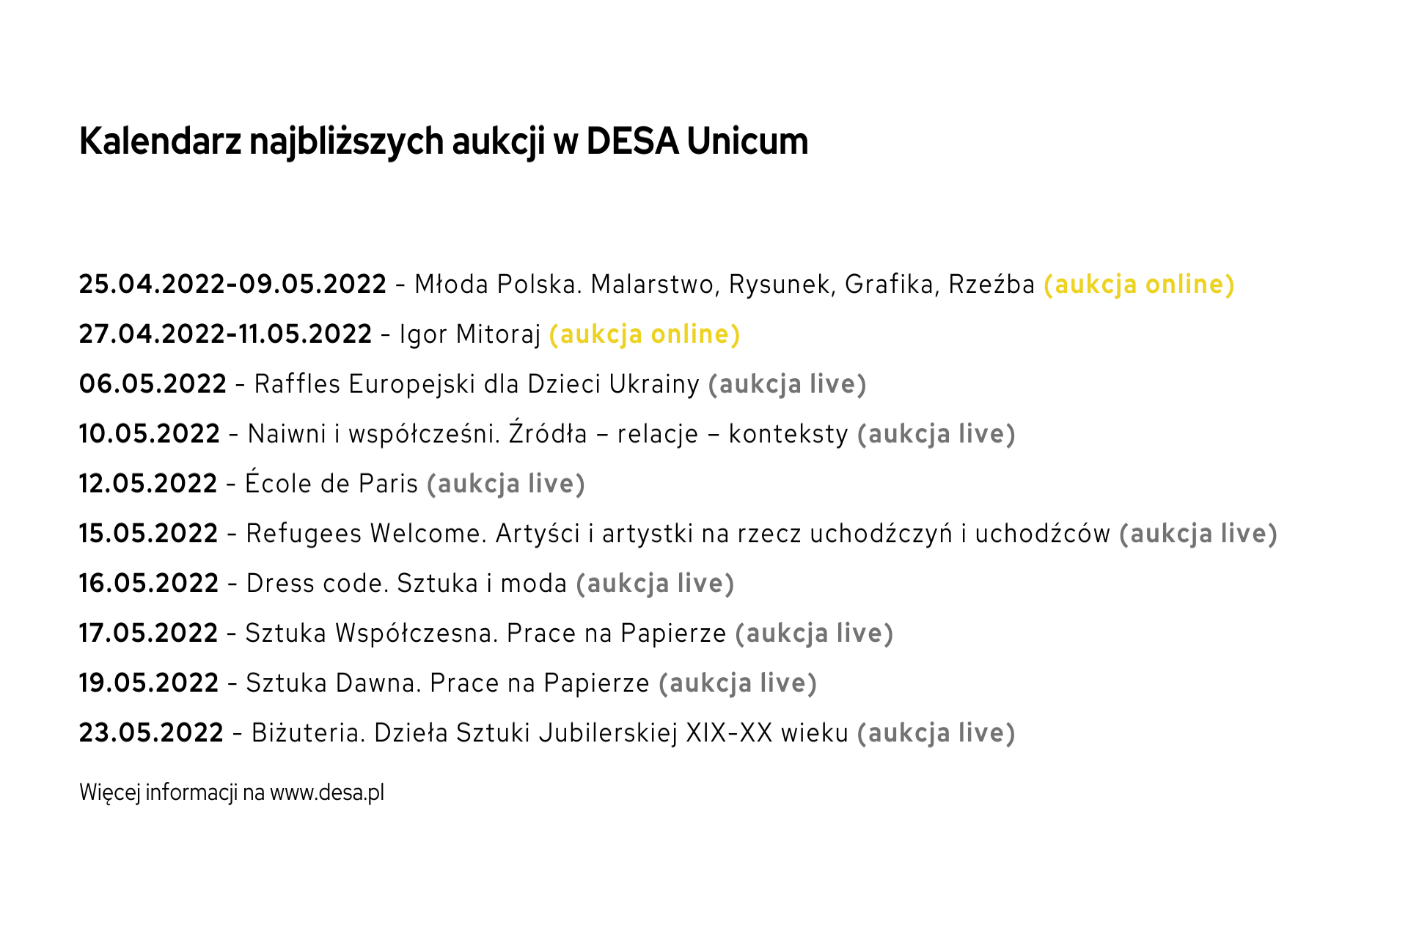 Kalendarz najbliższych aukcji w DESA Unicum
25.04.2022-09.05.2022 - Młoda Polska. Malarstwo, Rysunek, Grafika, Rzeźba (aukcja online)
27.04.2022-11.05.2022 - Igor Mitoraj (aukcja online)
06.05.2022 - Raffles Europejski dla Dzieci Ukrainy (aukcja live)
10.05.2022 - Naiwni i współcześni. Źródła – relacje – konteksty (aukcja live)
12.05.2022 - École de Paris (aukcja live)
15.05.2022 - Refugees Welcome. Artyści i artystki na rzecz uchodźczyń i uchodźców (aukcja live)
16.05.2022 - Dress code. Sztuka i moda (aukcja live)
17.05.2022 - Sztuka Współczesna. Prace na Papierze (aukcja live)
19.05.2022 - Sztuka Dawna. Prace na Papierze (aukcja live)
23.05.2022 - Biżuteria. Dzieła Sztuki Jubilerskiej XIX-XX wieku (aukcja live)
Więcej informacji na www.desa.pl